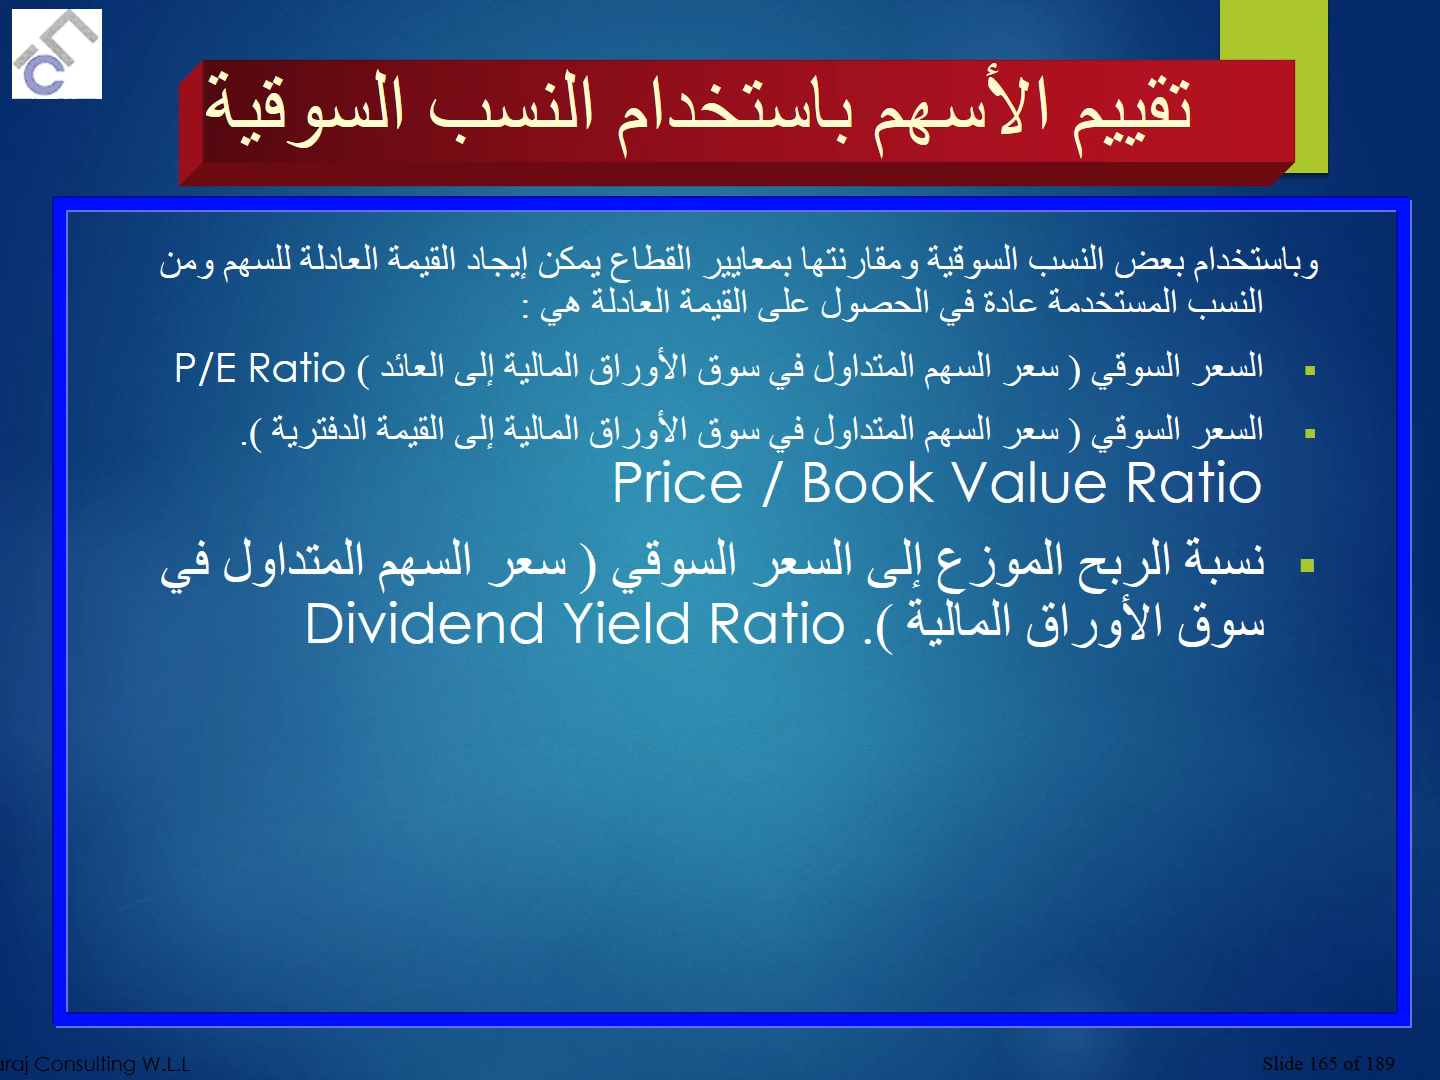 تقييم الأسهم باستخدام النسب السوقية
وباستخدام بعض النسب السوقية ومقارنتها بمعايير القطاع يمكن إيجاد القيمة العادلة للسهم ومن
النسب المستخدمة عادة في الحصول على القيمة العادلة هي :
السعر السوقي ( سعر السهم المتداول في سوق الأوراق المالية إلى العائد ) P/E Ratio
السعر السوقي ( سعر السهم المتداول في سوق الأوراق المالية إلى القيمة الدفترية ).
Price / Book Value Ratio
نسبة الربح الموزع إلى السعر السوقي ( سعر السهم المتداول في
سوق الأوراق المالية ). Dividend Yield Ratio
Consulting W.L.L
Slide 165 of 189